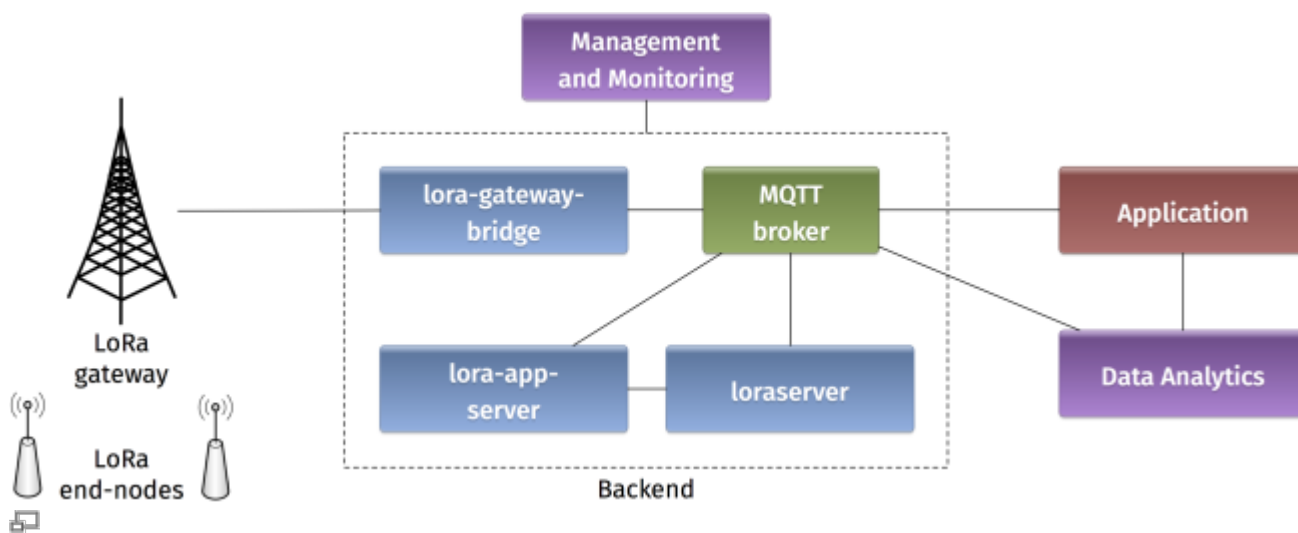 Management
and Monitoring
lora-gateway-
bridge
MQTT
broker
Application
LoRa
gateway
lora-app-
server
loraserver
Data Analytics
LoRa
end-nodes
Backend